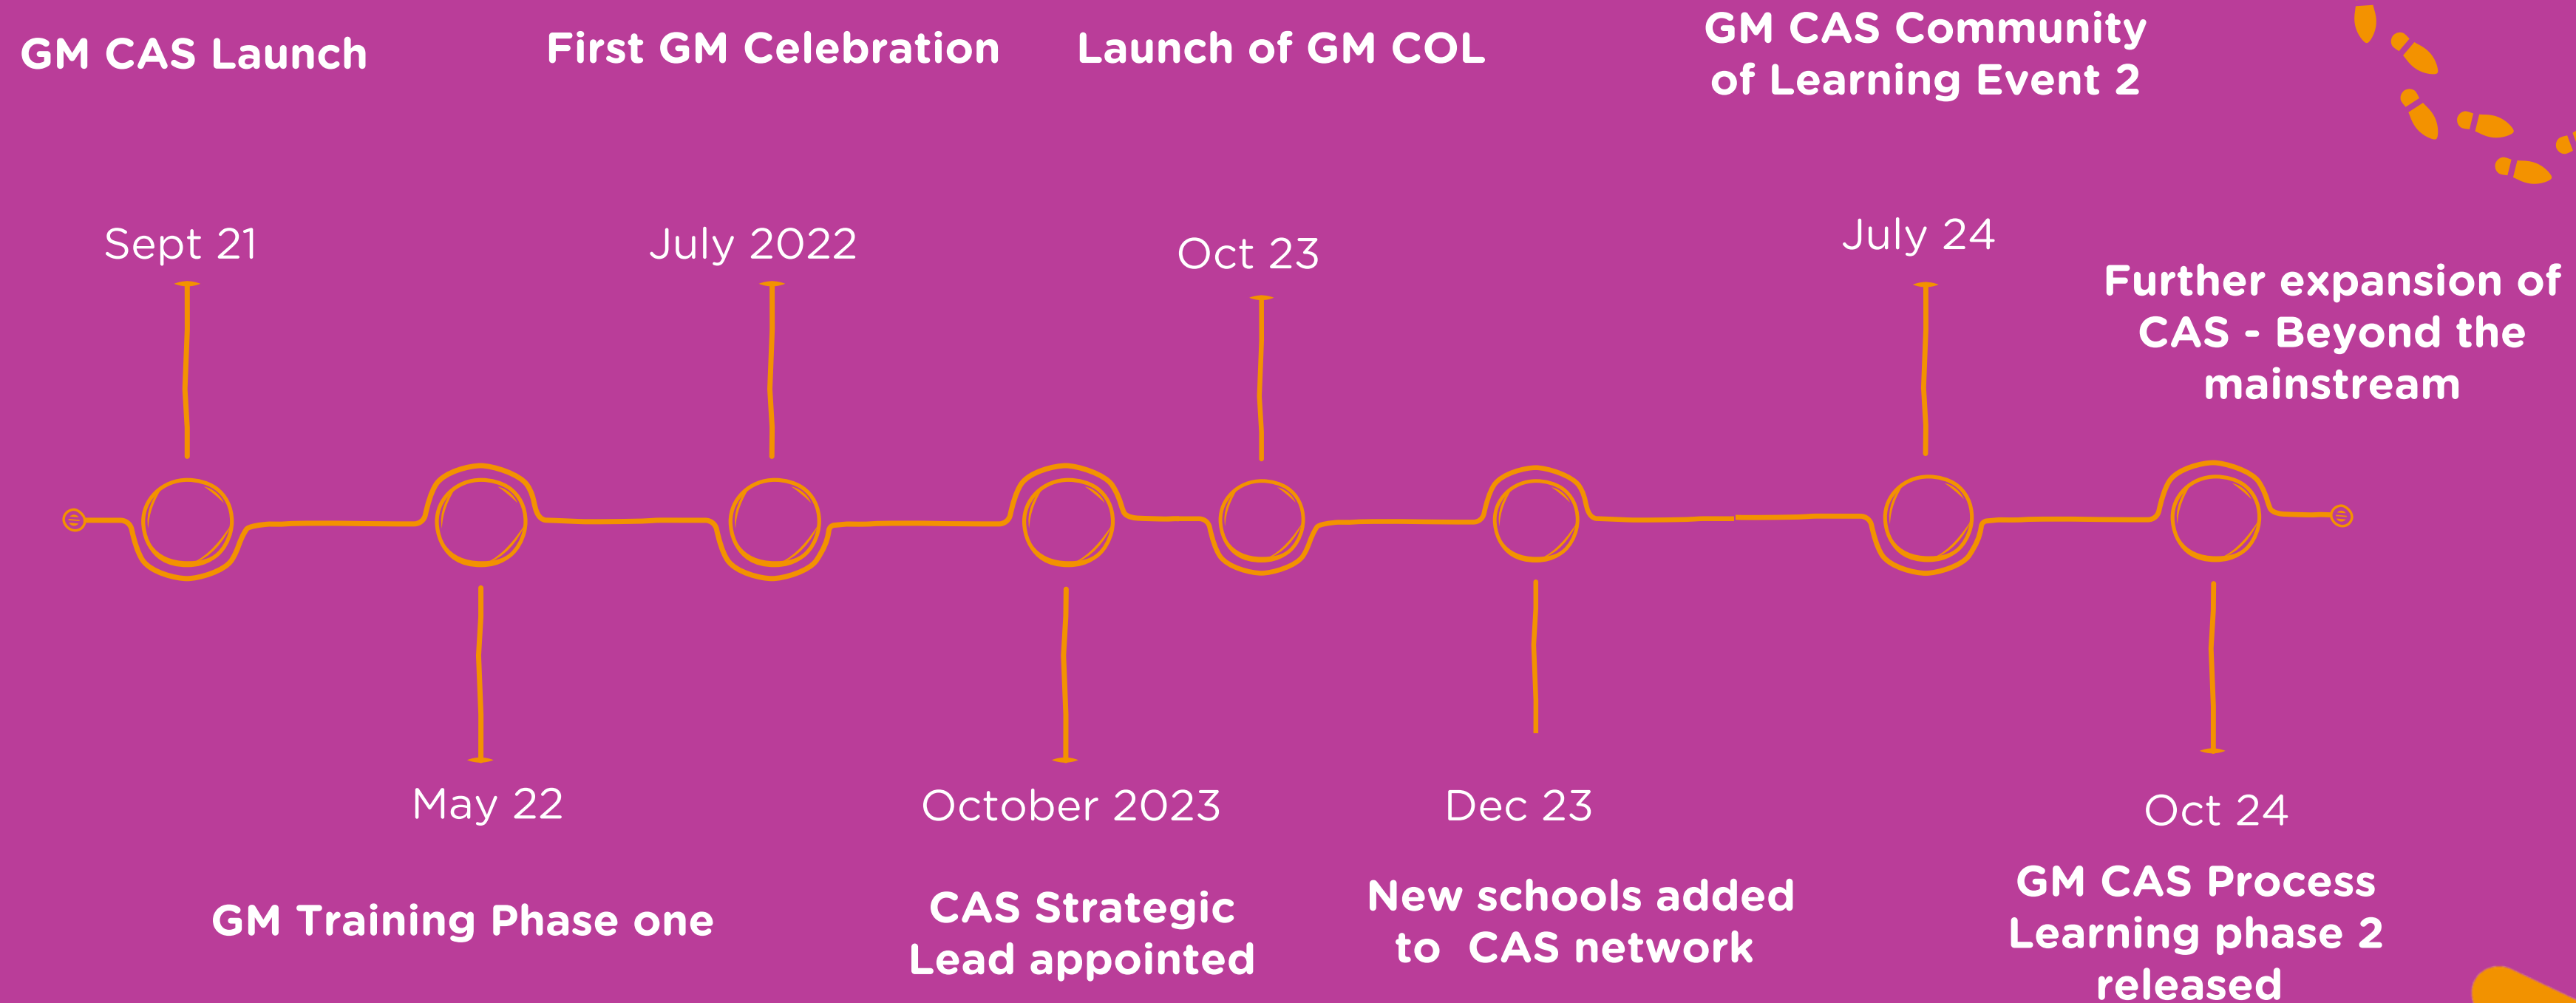 GM CAS Launch
First GM Celebration
Launch of GM COL
GM CAS Community
of Learning Event 2
Sept 21
July 2022
Oct 23
July 24
Further expansion of
CAS - Beyond the
mainstream
May 22
October 2023
Dec 23
Oct 24
GM Training Phase one
CAS Strategic
Lead appointed
New schools added
to CAS network
GM CAS Process
Learning phase 2
released